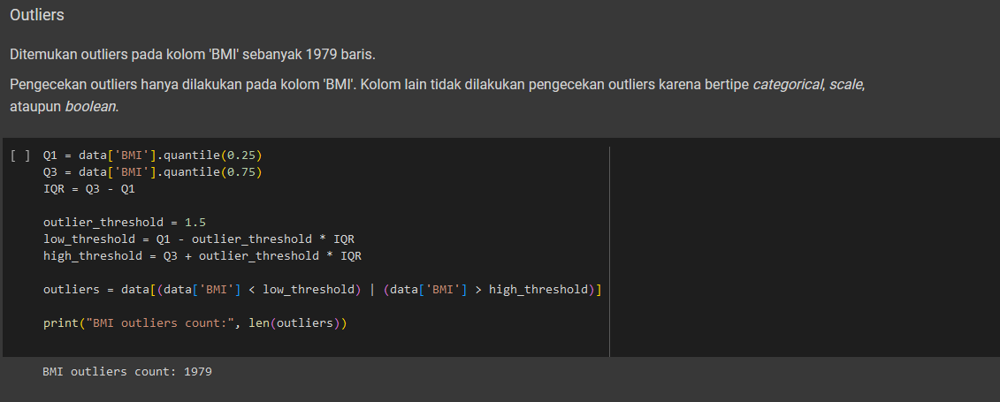 Outliers
Ditemukan outliers pada kolom 'BMI' sebanyak 1979 baris.
Pengecekan outliers hanya dilakukan pada kolom 'BMI'. Kolom lain tidak dilakukan pengecekan outliers karena bertipe categorical, scale,
ataupun boolean.
[ ] Q1 = data['BMI'].quantile(0.25)
Q3 = data['BMI'].quantile(0.75)
IQR = Q3 - Q1
outlier_threshold = 1.5
low_threshold = Q1 - outlier_threshold * IQR
high_threshold = Q3 + outlier_threshold * IQR
outliers = data[(data['BMI'] < low_threshold) | (data['BMI'] > high_threshold)]
print("BMI outliers count:", len(outliers))
BMI outliers count: 1979